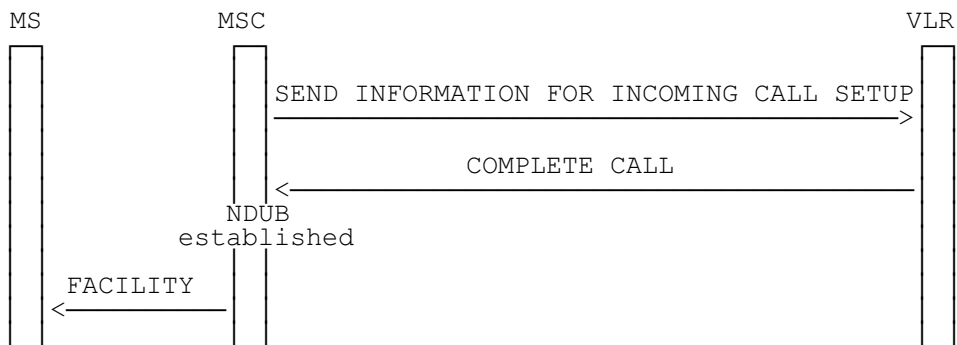 MS MSC VLR
SEND INFORMATION FOR INCOMING CALL SETUP
COMPLETE CALL
NDUB
established
FACILITY